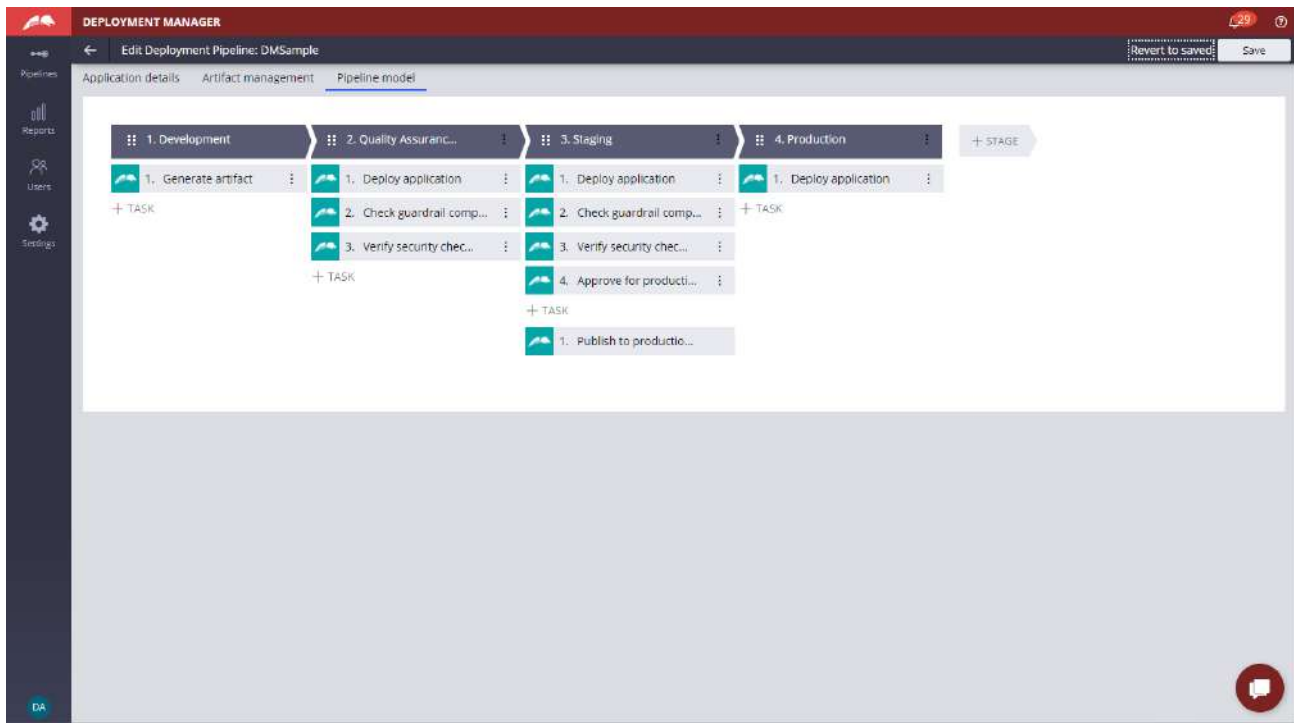 DEPLOYMENT MANAGER
29
Edit Deployment Pipeline: DMSample
Revert to saved
Save
Pipelines
Reports
Users
Settings
DA
Application details
Artifact management
Pipeline model
1. Development
1. Generate artifact
+ TASK
2. Quality Assuranc...
1. Deploy application
2. Check guardrail comp...
3. Verify security chec...
+ TASK
3. Staging
1. Deploy application
2. Check guardrail comp...
3. Verify security chec...
4. Approve for producti...
+ TASK
1. Publish to productio...
4. Production
1. Deploy application
+ TASK
+ STAGE